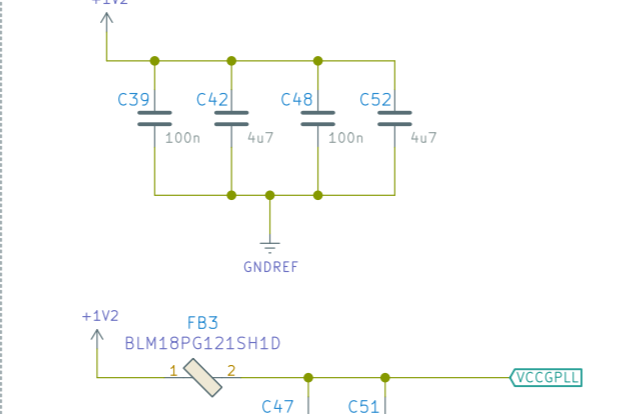 +1V2
C39 C42 C48 C52
100n 4u7 100n 4u7
GNDREF
+1V2
FB3
BLM18PG121SH1D
1 2
VCCGPLL
C47 C51